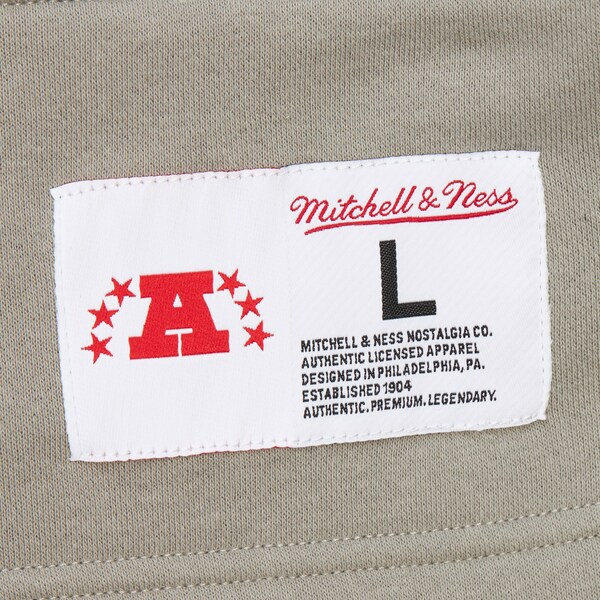 A
Mitchell & Ness
L
MITCHELL & NESS NOSTALGIA CO.
AUTHENTIC LICENSED APPAREL
DESIGNED IN PHILADELPHIA, PA.
ESTABLISHED 1904
AUTHENTIC. PREMIUM. LEGENDARY.